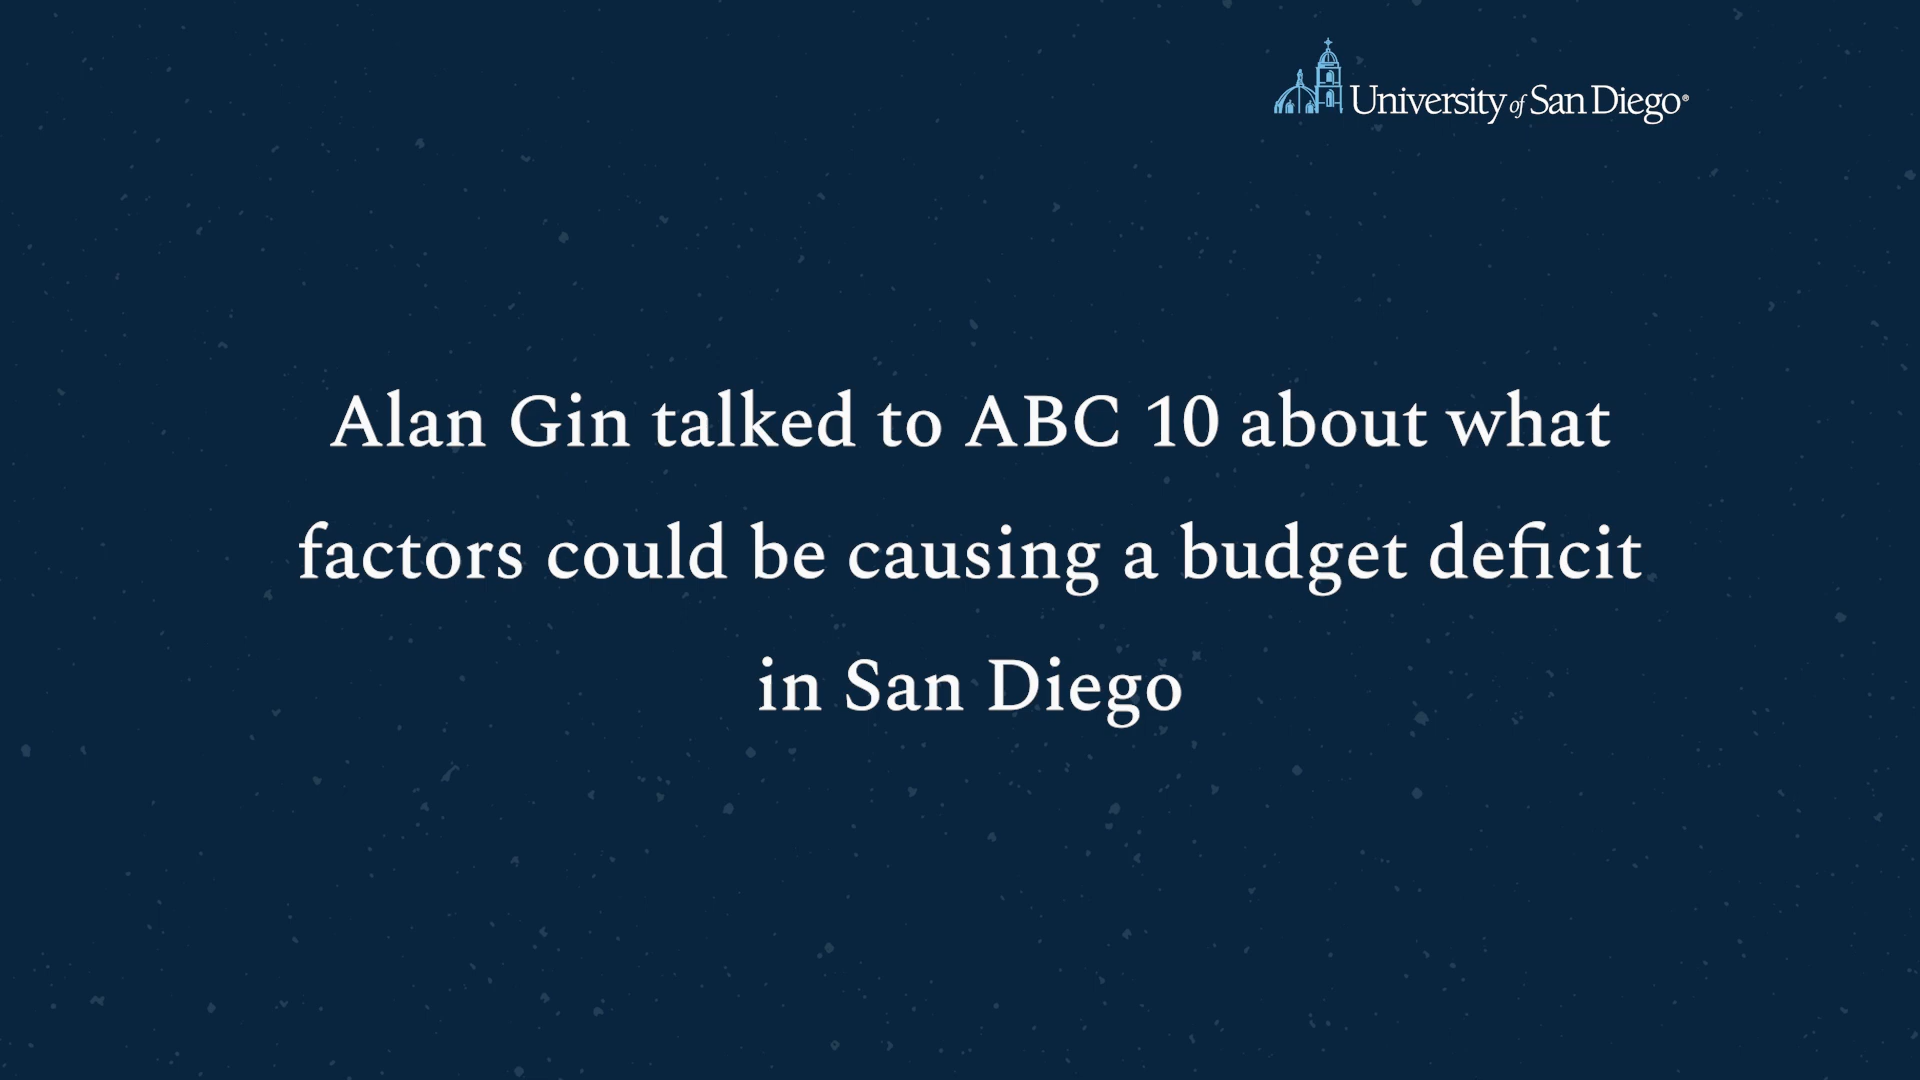 University of San Diego®
Alan Gin talked to ABC 10 about what
factors could be causing a budget deficit
in San Diego